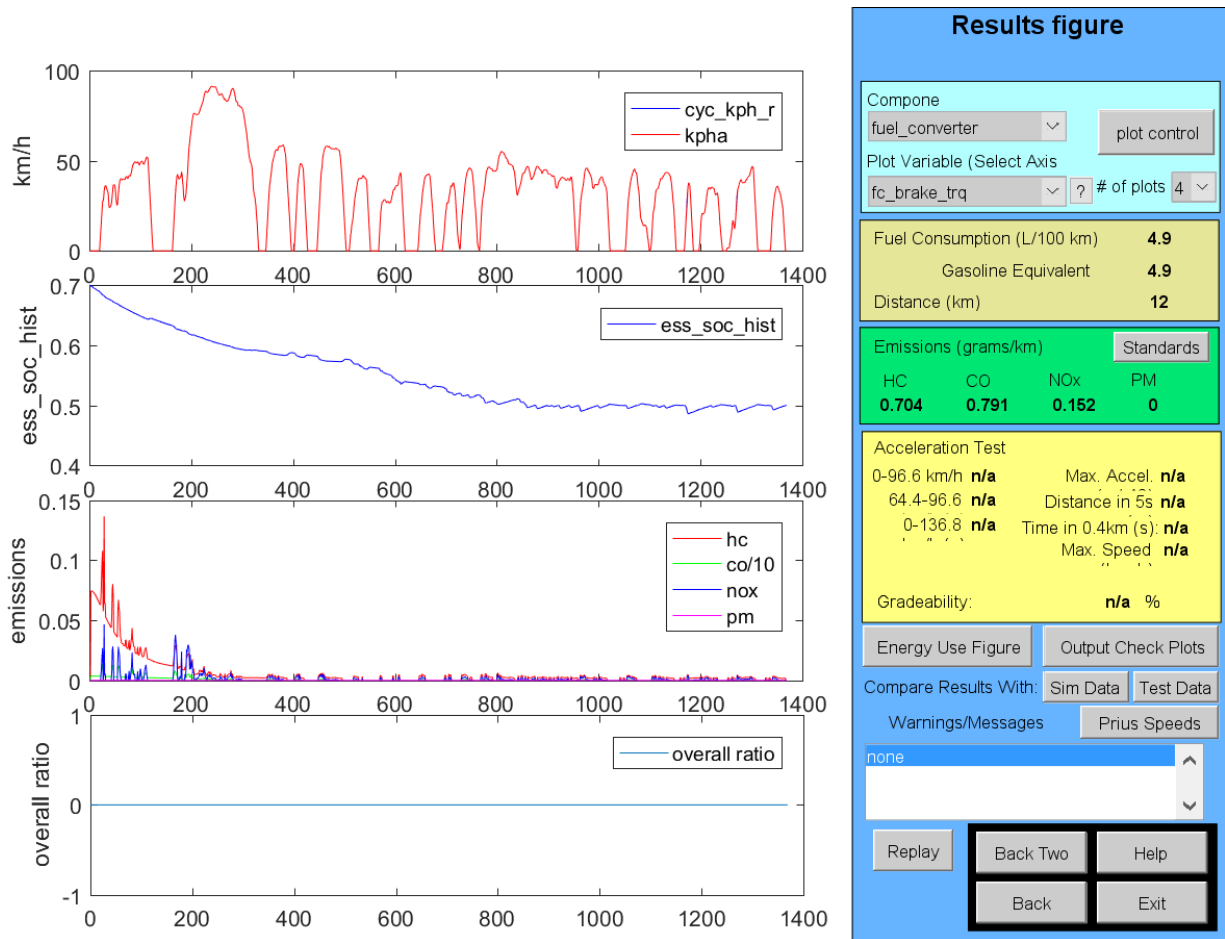 Results figure
100
50
0
km/h
cyc_kph_r
kpha
0 200 400 600 800 1000 1200 1400
0.7
0.6
0.5
0.4
ess_soc_hist
ess_soc_hist
0 200 400 600 800 1000 1200 1400
0.15
0.1
0.05
0
emissions
hc
co/10
nox
pm
0 200 400 600 800 1000 1200 1400
1
0
-1
overall ratio
overall ratio
0 200 400 600 800 1000 1200 1400
Compone
fuel_converter
plot control
Plot Variable (Select Axis
fc_brake_trq ? # of plots 4
Fuel Consumption (L/100 km) 4.9
Gasoline Equivalent 4.9
Distance (km) 12
Emissions (grams/km) Standards
HC CO NOx PM
0.704 0.791 0.152 0
Acceleration Test
0-96.6 km/h n/a Max. Accel. n/a
64.4-96.6 n/a Distance in 5s n/a
0-136.8 n/a Time in 0.4km (s): n/a
Max. Speed n/a
Gradeability: n/a %
Energy Use Figure Output Check Plots
Compare Results With: Sim Data Test Data
Warnings/Messages Prius Speeds
none
Replay Back Two Help
Back Exit